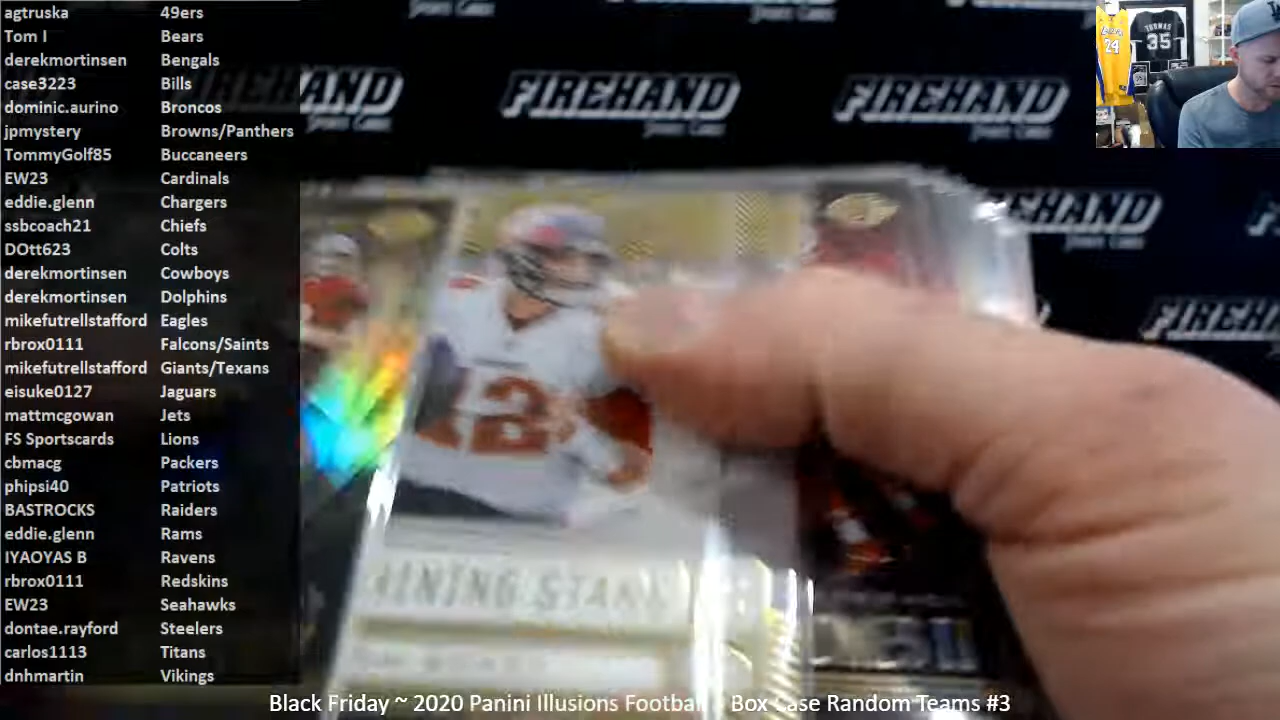 agtruska 49ers
Tom I Bears
derekmortinsen Bengals
case3223 Bills
dominic.aurino Broncos
jpmystery Browns/Panthers
TommyGolf85 Buccaneers
EW23 Cardinals
eddie.glenn Chargers
ssbcoach21 Chiefs
DOtt623 Colts
derekmortinsen Cowboys
derekmortinsen Dolphins
mikefutrellstafford Eagles
rbrox0111 Falcons/Saints
mikefutrellstafford Giants/Texans
eisuke0127 Jaguars
mattmcgowan Jets
FS Sportscards Lions
cbmacg Packers
phipsi40 Patriots
BASTROCKS Raiders
eddie.glenn Rams
IYAOYAS B Ravens
rbrox0111 Redskins
EW23 Seahawks
dontae.rayford Steelers
carlos1113 Titans
dnhmartin Vikings
FIREHAND
FIREHAND
FIREHAND
FIREHAND
24
THOMAS
35
12
Black Friday ~ 2020 Panini Illusions Football Box Case Random Teams #3